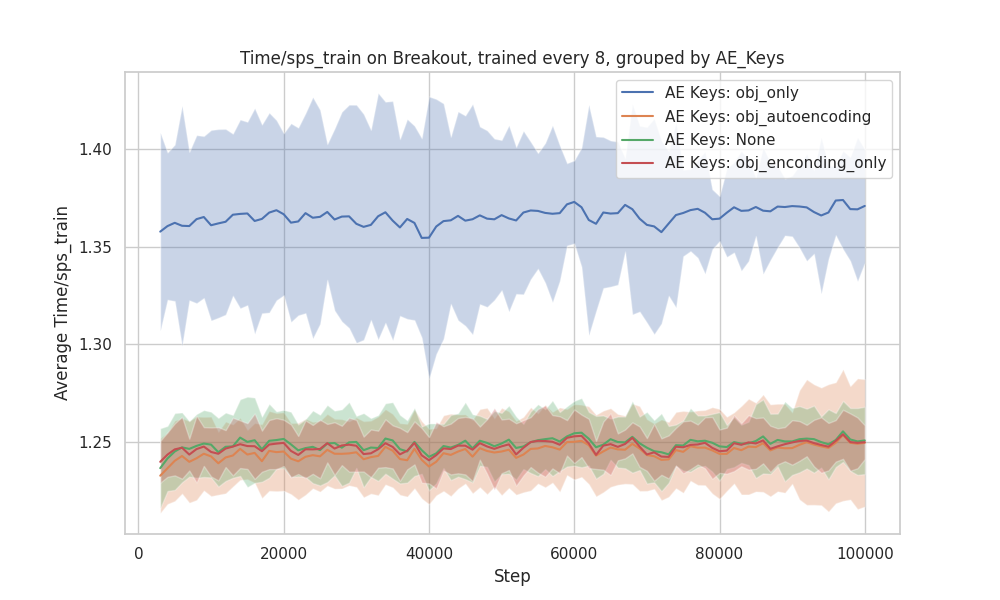 Time/sps_train on Breakout, trained every 8, grouped by AE_Keys
AE Keys: obj_only
AE Keys: obj_autoencoding
AE Keys: None
AE Keys: obj_enconding_only
Average Time/sps_train
1.40
1.35
1.30
1.25
0
20000
40000
60000
80000
100000
Step